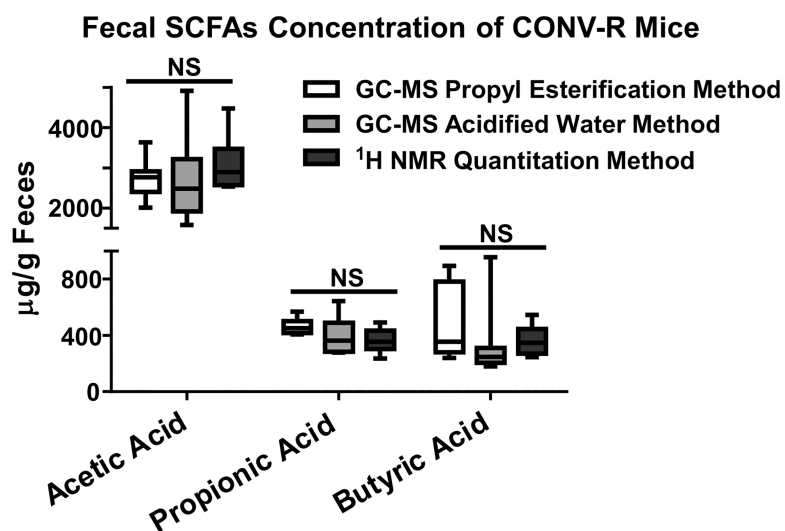 Fecal SCFAs Concentration of CONV-R Mice
NS
GC-MS Propyl Esterification Method
GC-MS Acidified Water Method
¹H NMR Quantitation Method
4000
2000
µg/g Feces
NS
NS
800
400
0
Acetic Acid
Propionic Acid
Butyric Acid